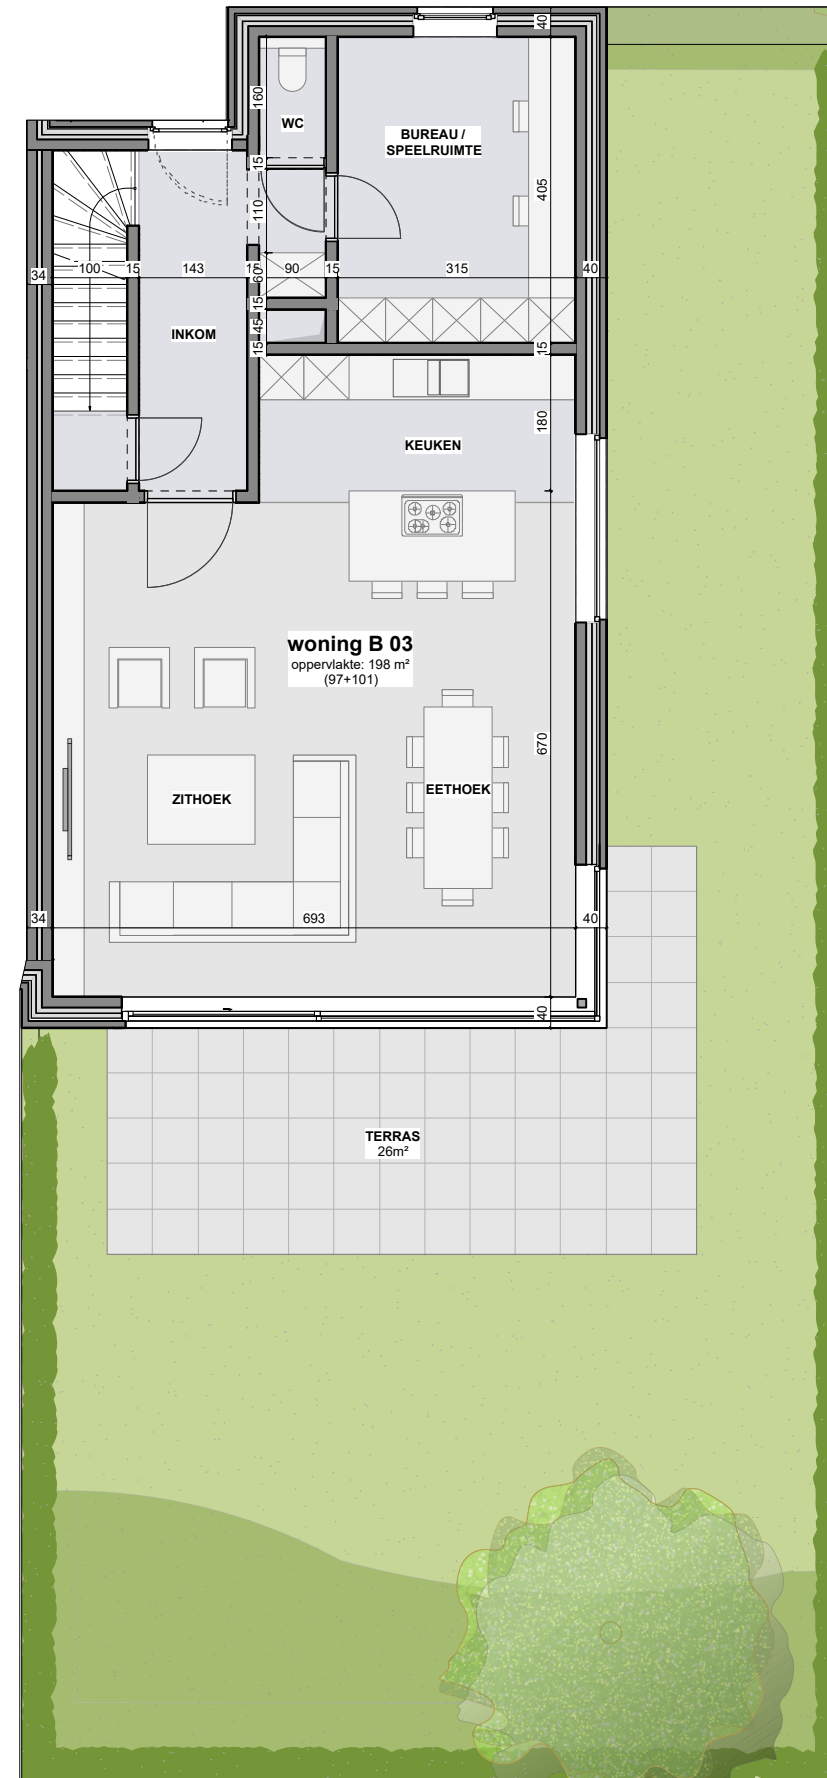 40
160
WC
BUREAU /
SPEELRUIMTE
15
405
110
34
100
15
143
15
60
90
15
315
40
15
INKOM
45
15
15
180
KEUKEN
woning B 03
oppervlakte: 198 m²
(97+101)
670
ZITHOEK
EETHOEK
34
693
40
40
TERRAS
26m²